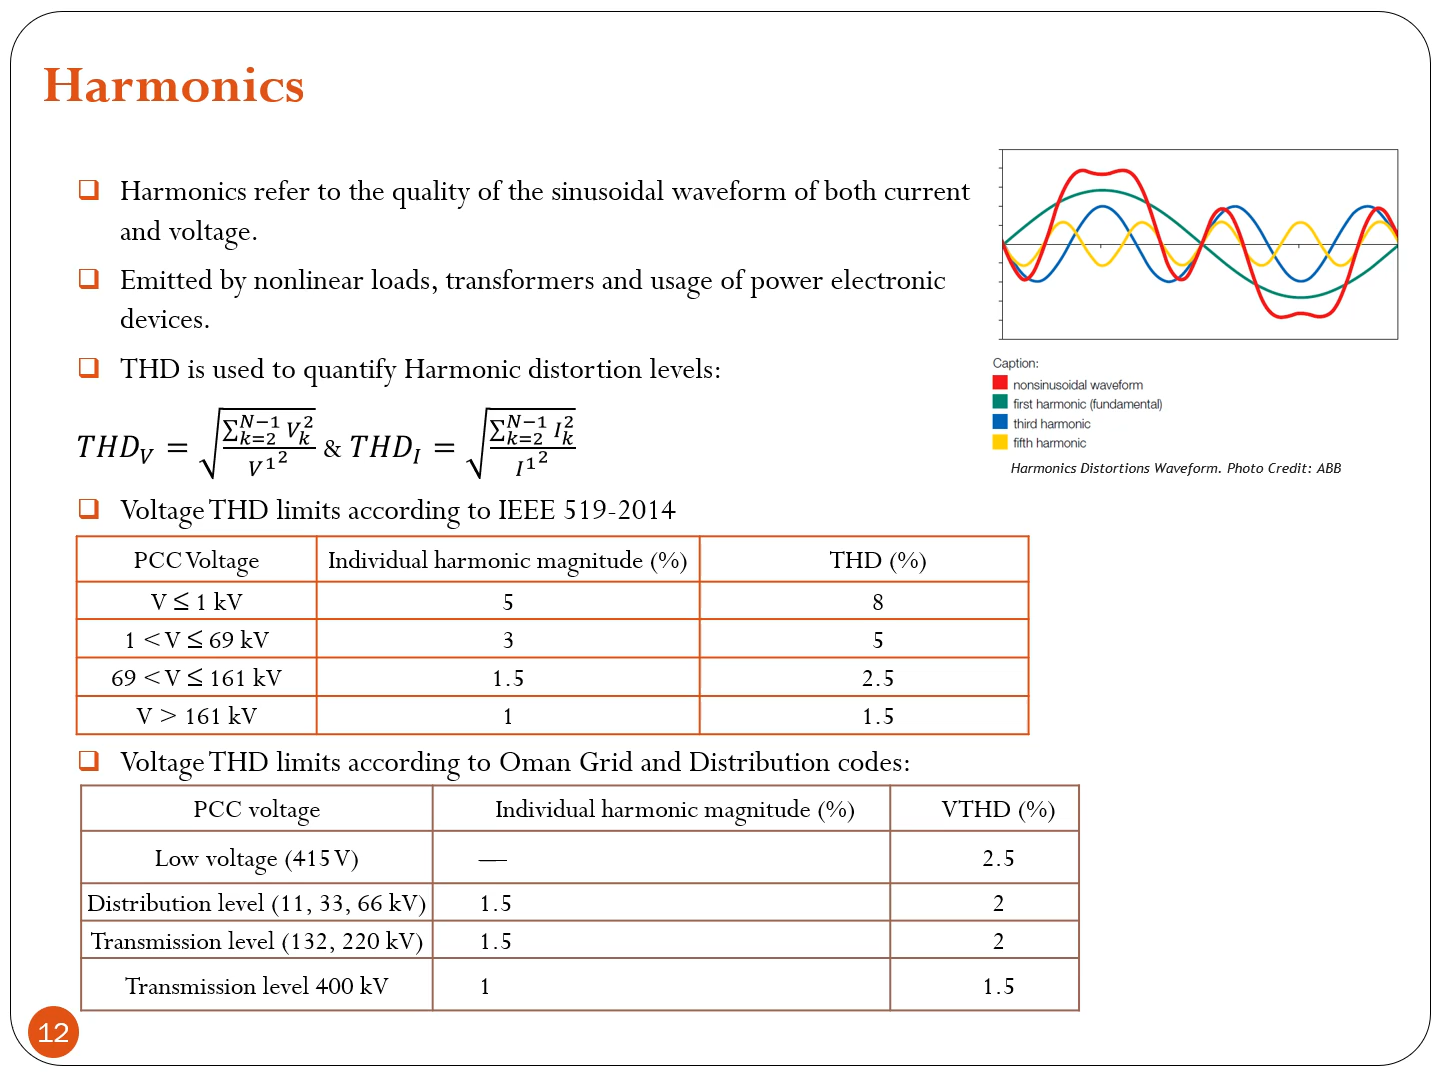 Harmonics
❑ Harmonics refer to the quality of the sinusoidal waveform of both current
and voltage.
❑ Emitted by nonlinear loads, transformers and usage of power electronic
devices.
❑ THD is used to quantify Harmonic distortion levels:
𝑇𝐻𝐷_𝑉 = √(∑_{𝑘=2}^{𝑁−1} 𝑉_𝑘^2 / 𝑉1^2) & 𝑇𝐻𝐷_𝐼 = √(∑_{𝑘=2}^{𝑁−1} 𝐼_𝑘^2 / 𝐼1^2)
Caption:
nonsinusoidal waveform
first harmonic (fundamental)
third harmonic
fifth harmonic
Harmonics Distortions Waveform. Photo Credit: ABB
❑ Voltage THD limits according to IEEE 519-2014
PCC Voltage Individual harmonic magnitude (%) THD (%)
V ≤ 1 kV 5 8
1 < V ≤ 69 kV 3 5
69 < V ≤ 161 kV 1.5 2.5
V > 161 kV 1 1.5
❑ Voltage THD limits according to Oman Grid and Distribution codes:
PCC voltage Individual harmonic magnitude (%) VTHD (%)
Low voltage (415 V) — 2.5
Distribution level (11, 33, 66 kV) 1.5 2
Transmission level (132, 220 kV) 1.5 2
Transmission level 400 kV 1 1.5
12